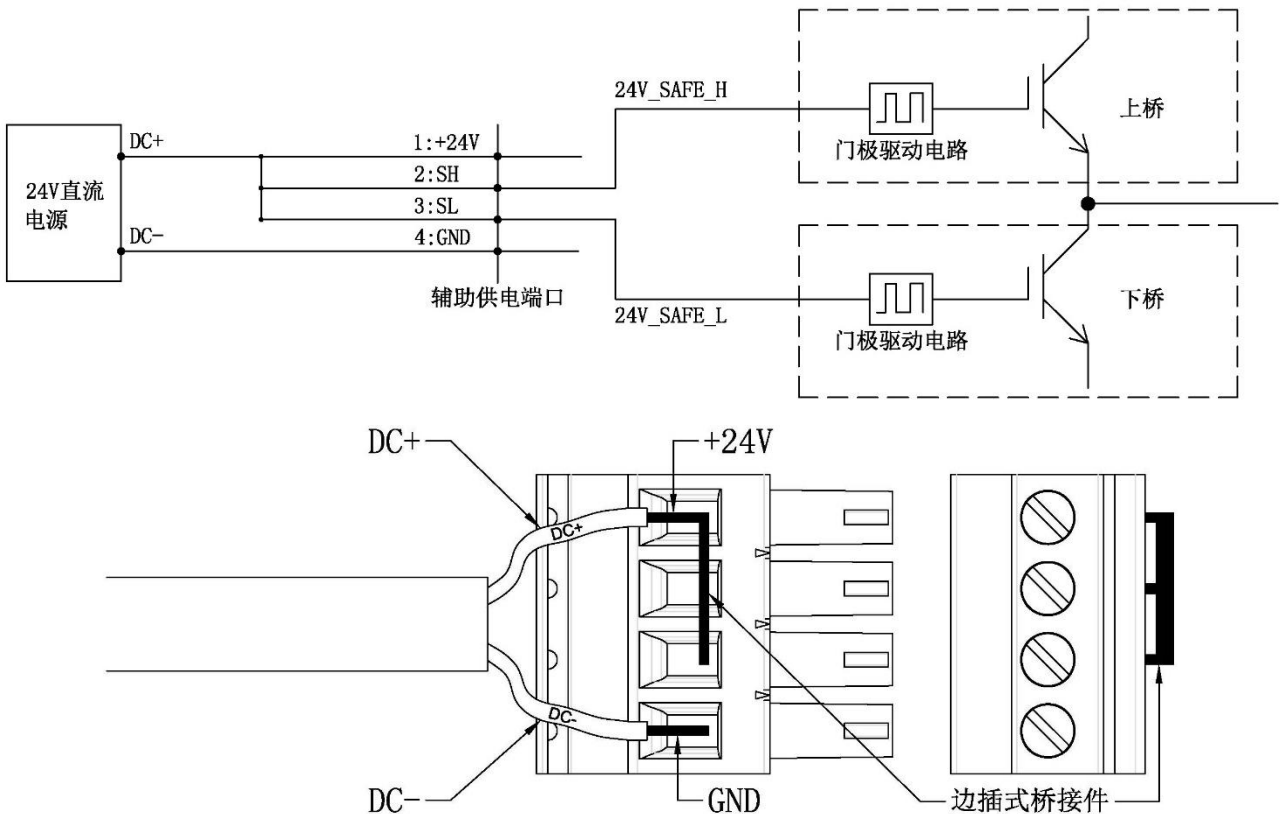 24V_SAFE_H
上桥
门极驱动电路
DC+
1:+24V
2:SH
24V直流
电源
3:SL
DC-
4:GND
辅助供电端口
24V_SAFE_L
下桥
门极驱动电路
DC+
+24V
DC+
DC-
DC-
GND
边插式桥接件